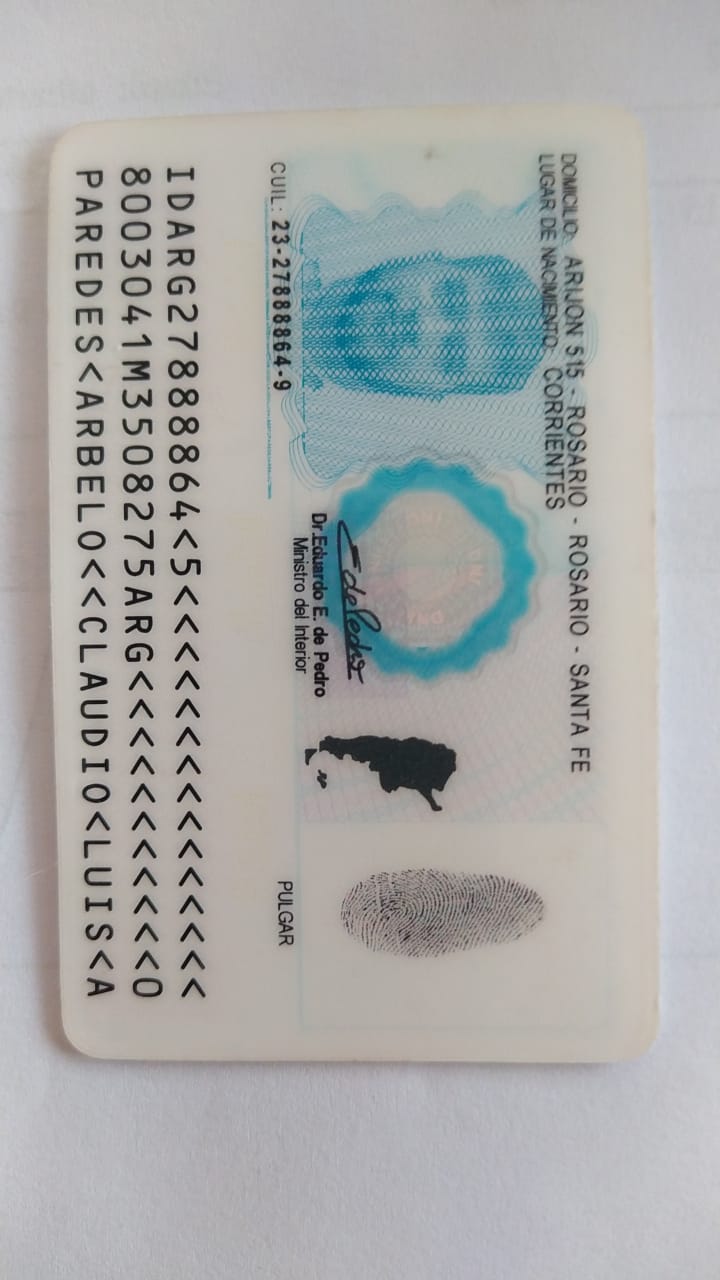 DOMICILIO: ARIJON 515 - ROSARIO - ROSARIO - SANTA FE
LUGAR DE NACIMIENTO: CORRIENTES
Dr. Eduardo E. de Pedro
Ministro del Interior
CUIL: 23-27888864-9
PULGAR
IDARG27888864<5<<<<<<<<<<<<<<<
8003041M3508275ARG<<<<<<<<<<<0
PAREDES<ARBELO<<CLAUDIO<LUIS<A